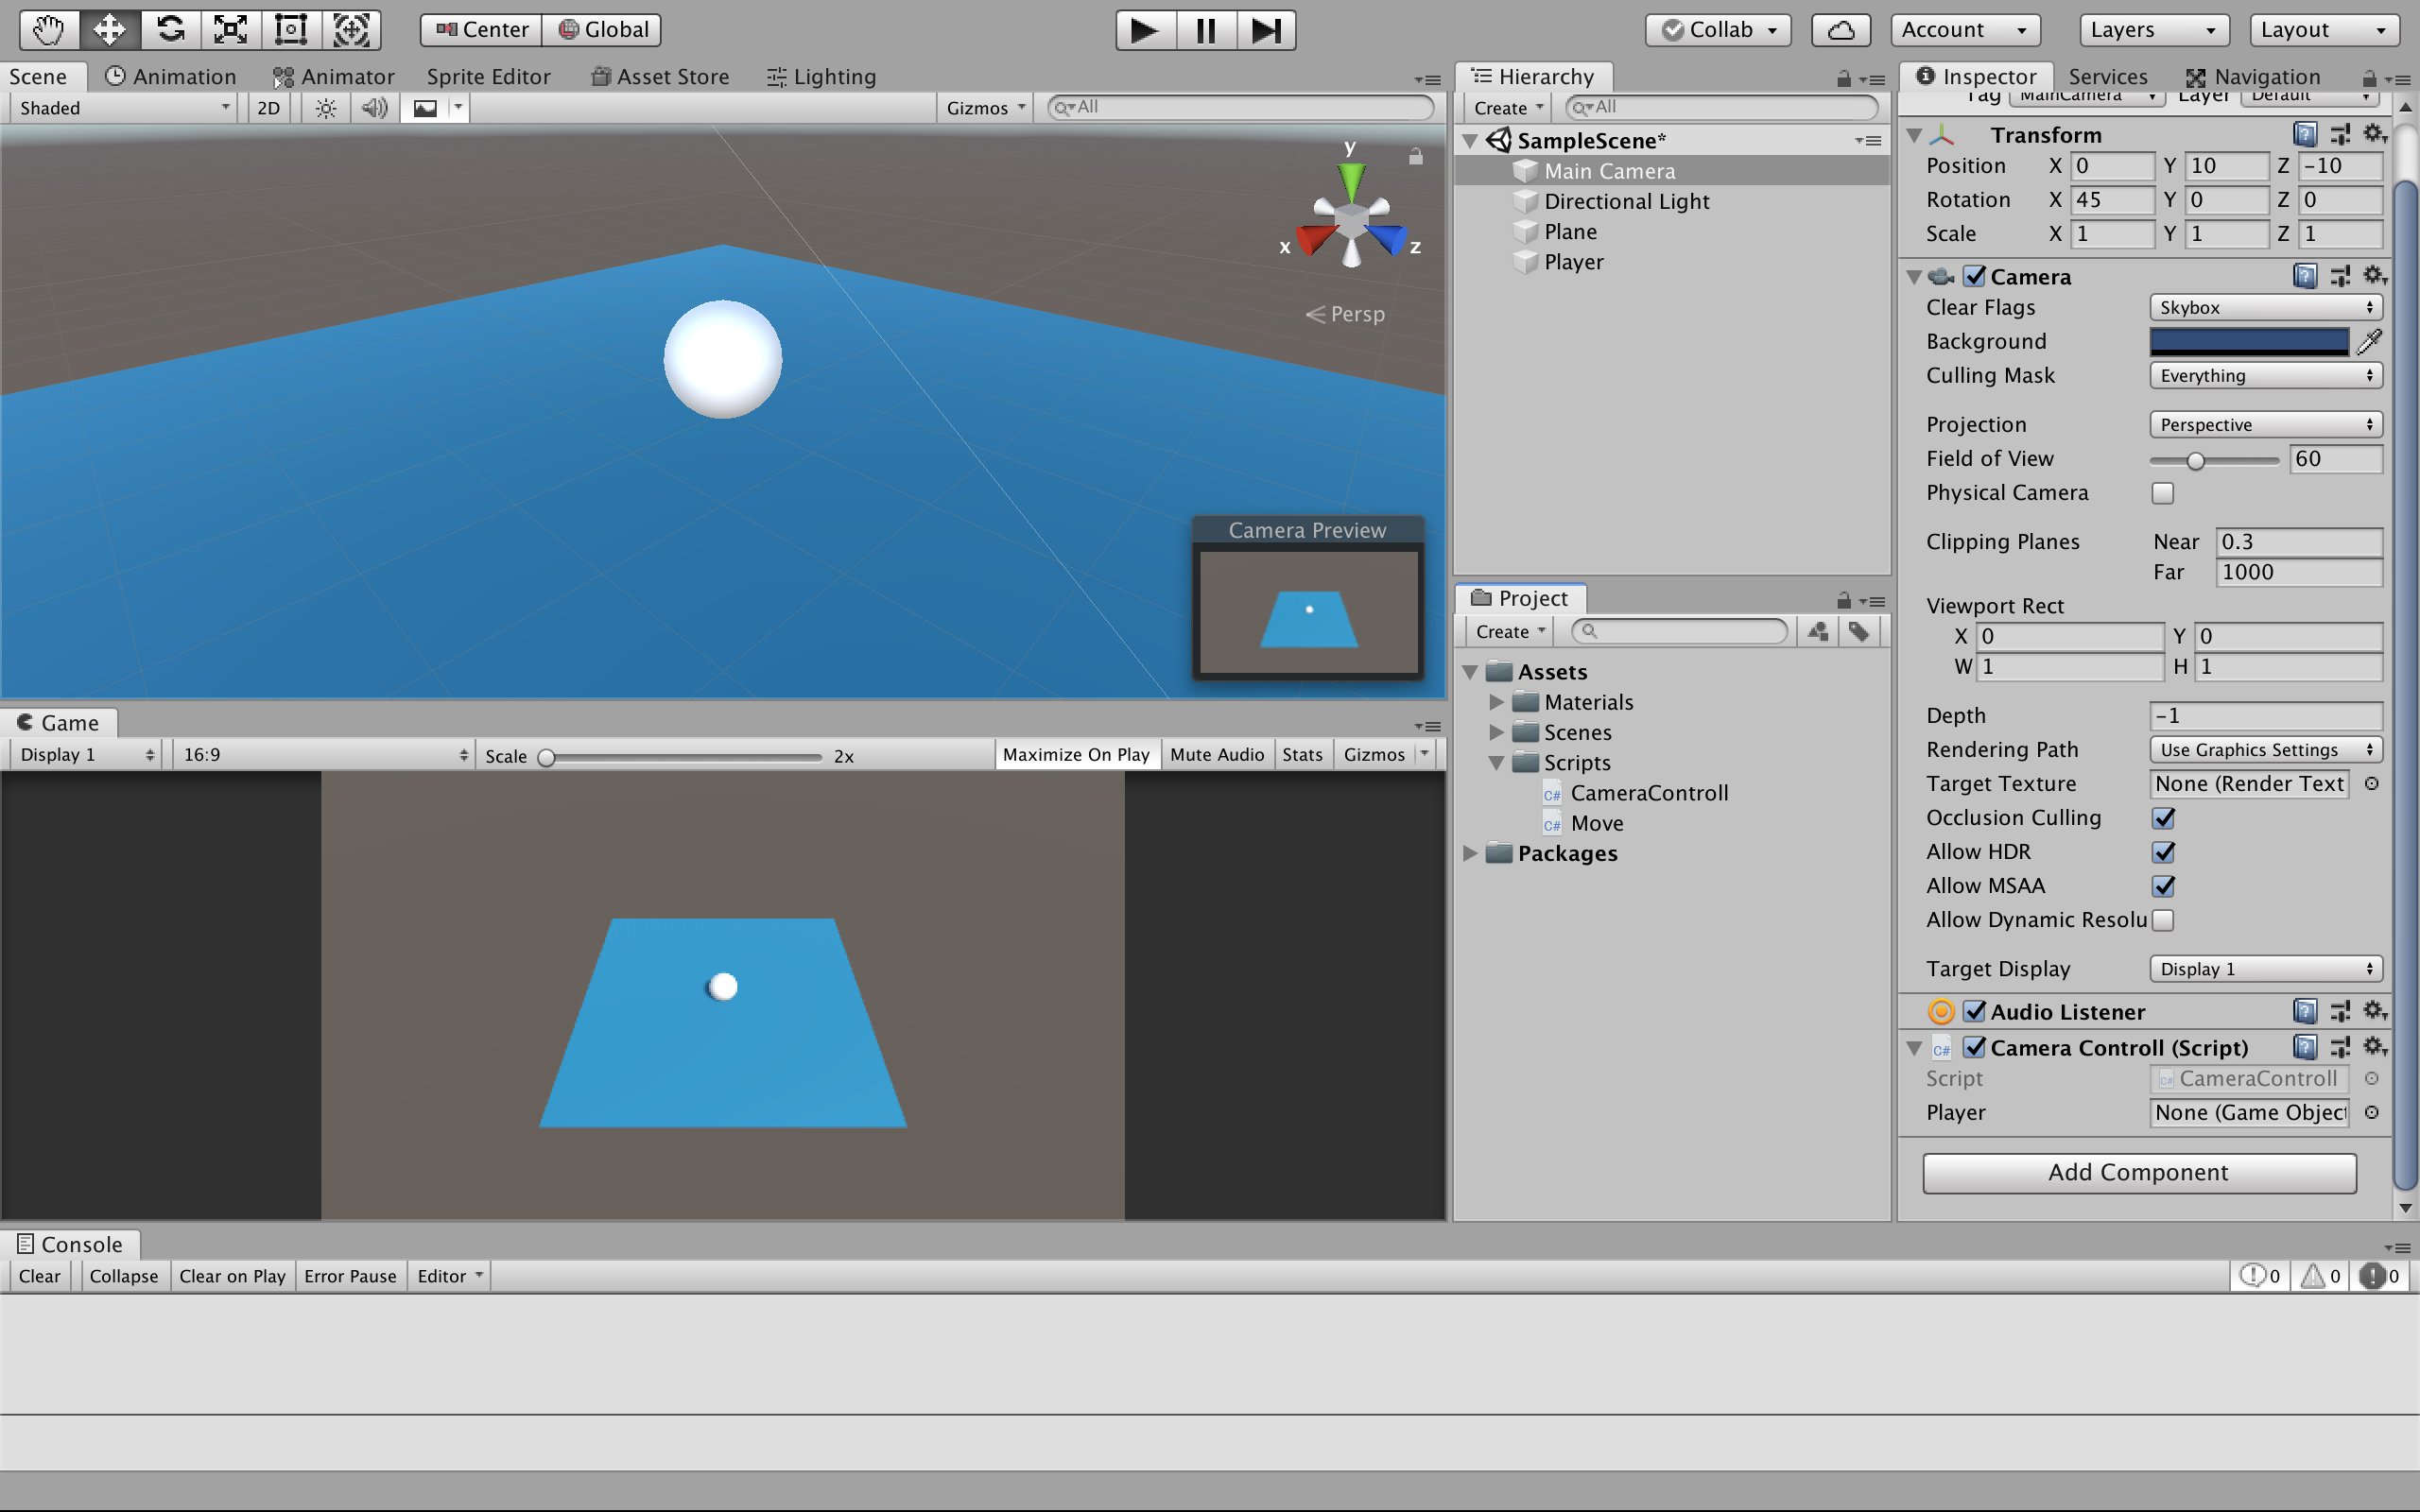 Center Global Collab Account Layers Layout
Scene Animation Animator Sprite Editor Asset Store Lighting
Shaded 2D Gizmos All
y
x z
Persp
Camera Preview
Game
Display 1 16:9 Scale 2x Maximize On Play Mute Audio Stats Gizmos
Hierarchy
Create All
SampleScene*
Main Camera
Directional Light
Plane
Player
Project
Create
Assets
Materials
Scenes
Scripts
C# CameraControll
C# Move
Packages
Inspector Services Navigation
Tag MainCamera Layer Default
Transform
Position X 0 Y 10 Z -10
Rotation X 45 Y 0 Z 0
Scale X 1 Y 1 Z 1
Camera
Clear Flags Skybox
Background
Culling Mask Everything
Projection Perspective
Field of View 60
Physical Camera
Clipping Planes Near 0.3
Far 1000
Viewport Rect
X 0 Y 0
W 1 H 1
Depth -1
Rendering Path Use Graphics Settings
Target Texture None (Render Text
Occlusion Culling
Allow HDR
Allow MSAA
Allow Dynamic Resolu
Target Display Display 1
Audio Listener
C# Camera Controll (Script)
Script C# CameraControll
Player None (Game Object
Add Component
Console
Clear Collapse Clear on Play Error Pause Editor 0 0 0